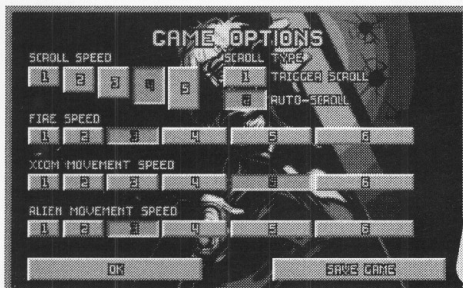 GAME OPTIONS
SCROLL SPEED
1 2 3 4 5
SCROLL TYPE
1 TRIGGER SCROLL
2 AUTO-SCROLL
FIRE SPEED
1 2 3 4 5 6
XCOM MOVEMENT SPEED
1 2 3 4 5 6
ALIEN MOVEMENT SPEED
1 2 3 4 5 6
OK SAVE GAME